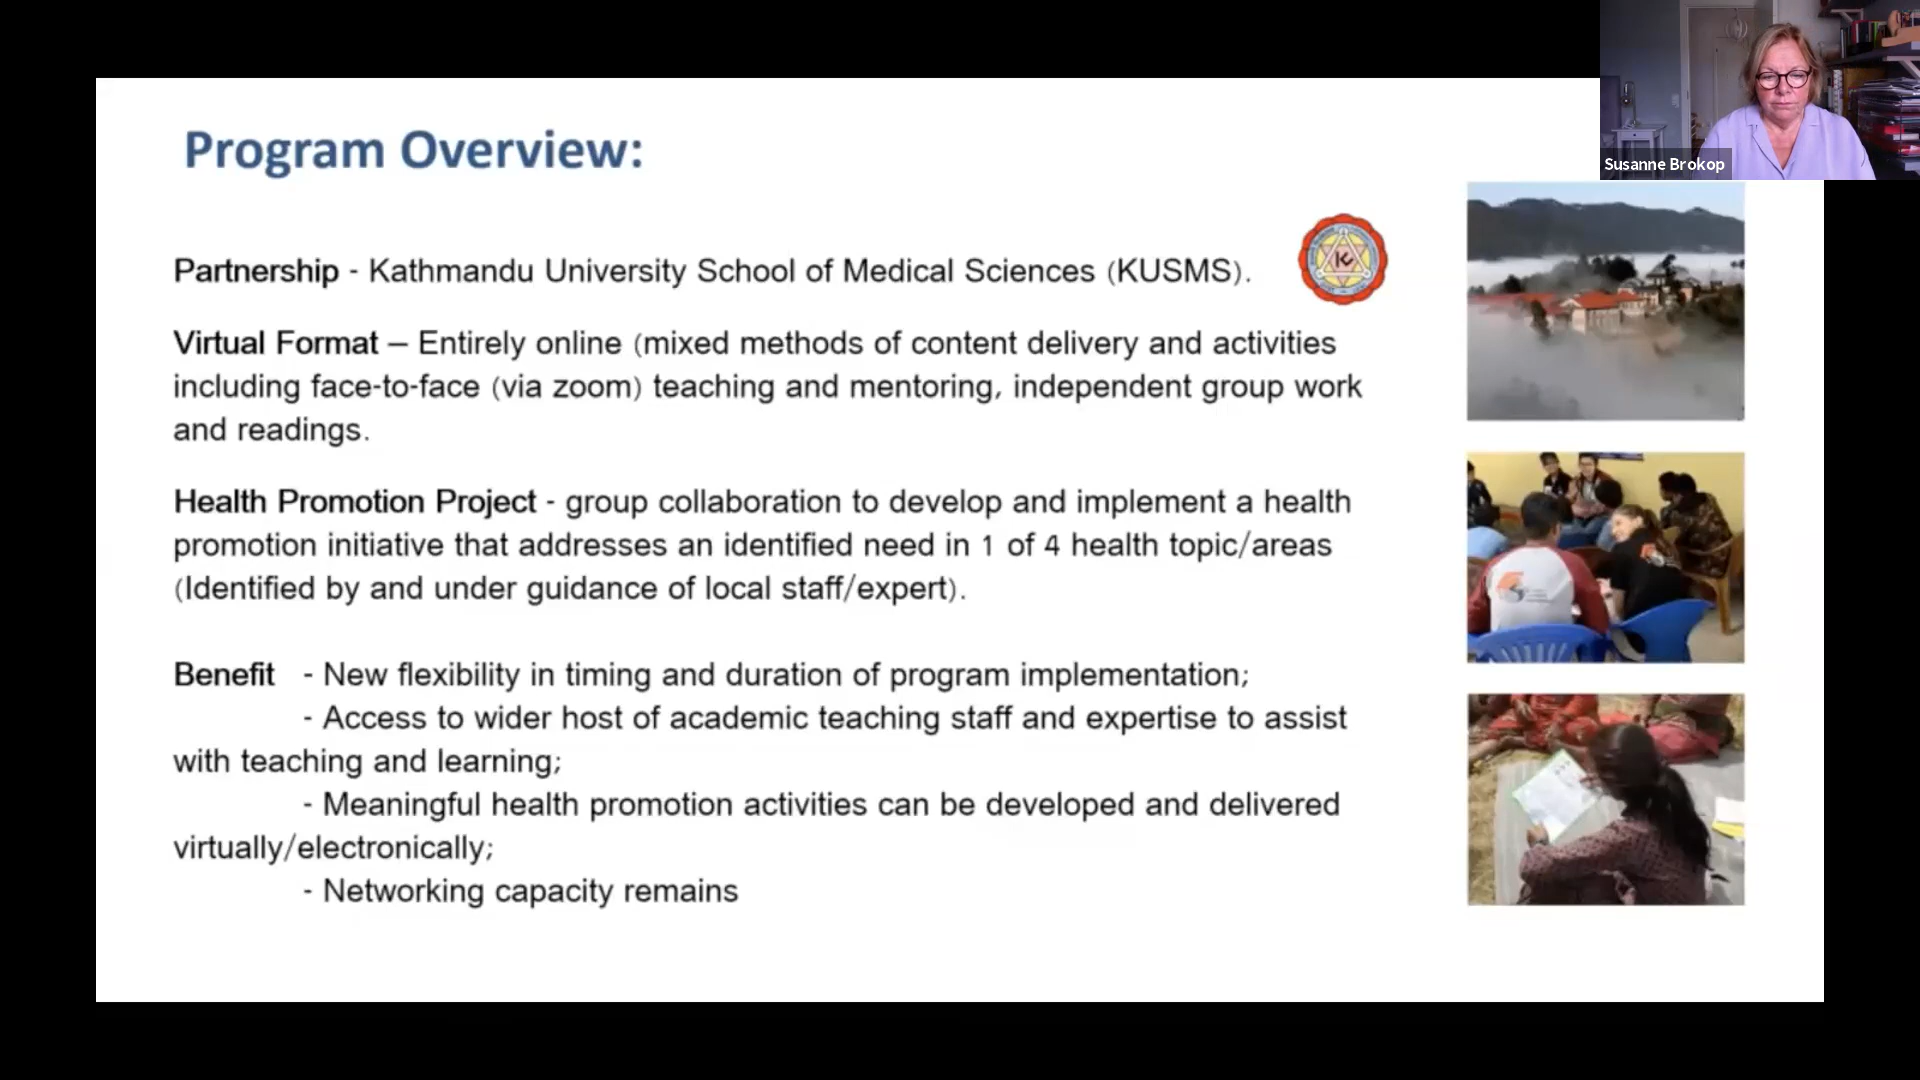 Program Overview:
Susanne Brokop
Partnership - Kathmandu University School of Medical Sciences (KUSMS).
Virtual Format – Entirely online (mixed methods of content delivery and activities
including face-to-face (via zoom) teaching and mentoring, independent group work
and readings.
Health Promotion Project - group collaboration to develop and implement a health
promotion initiative that addresses an identified need in 1 of 4 health topic/areas
(Identified by and under guidance of local staff/expert).
Benefit - New flexibility in timing and duration of program implementation;
- Access to wider host of academic teaching staff and expertise to assist
with teaching and learning;
- Meaningful health promotion activities can be developed and delivered
virtually/electronically;
- Networking capacity remains